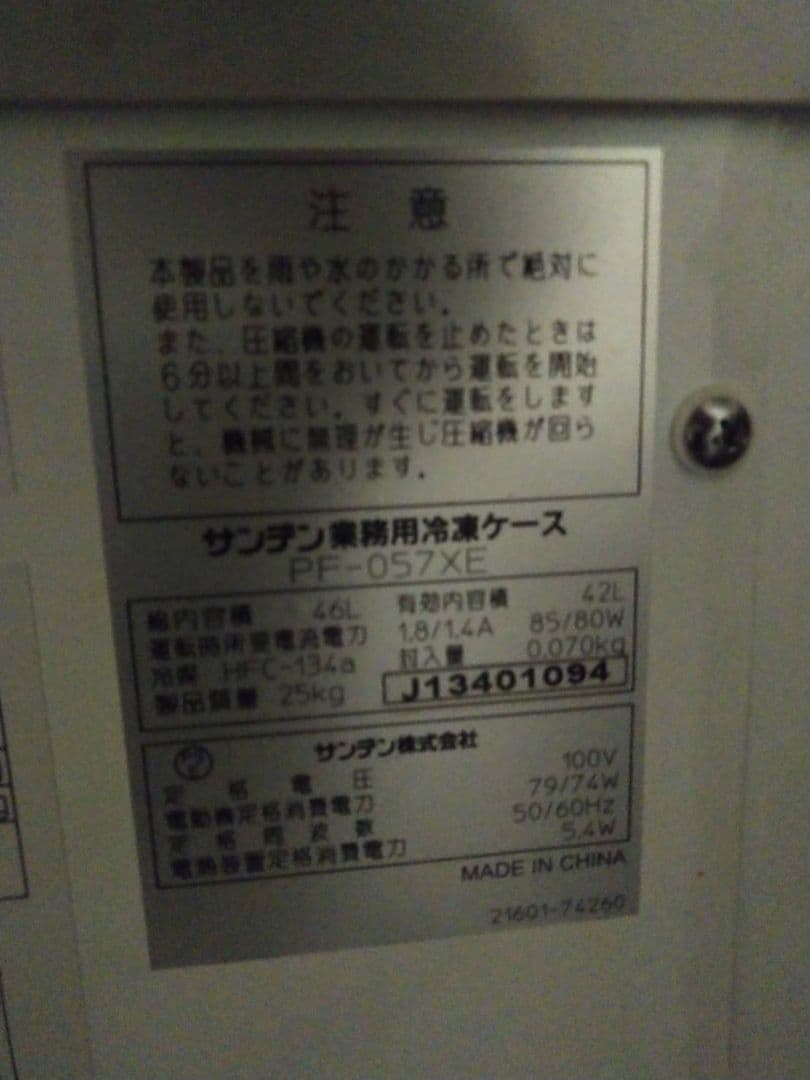 注 意
本製品を雨や水のかかる所で絶対に
使用しないでください。
また、圧縮機の運転を止めたときは
6分以上間をおいてから運転を開始
してください。すぐに運転をします
と、機械に無理が生じ圧縮機が回ら
ないことがあります。
サンデン業務用冷凍ケース
PF-057XE
総内容積 46L 有効内容積 42L
運転時所要電流電力 1.8/1.4A 85/80W
冷媒 HFC-134a 封入量 0.070kg
製品質量 25kg J13401094
② サンデン株式会社
定格電圧 100V
電動機定格消費電力 79/74W
定格周波数 50/60Hz
電熱装置定格消費電力 5.4W
MADE IN CHINA
21601-74260